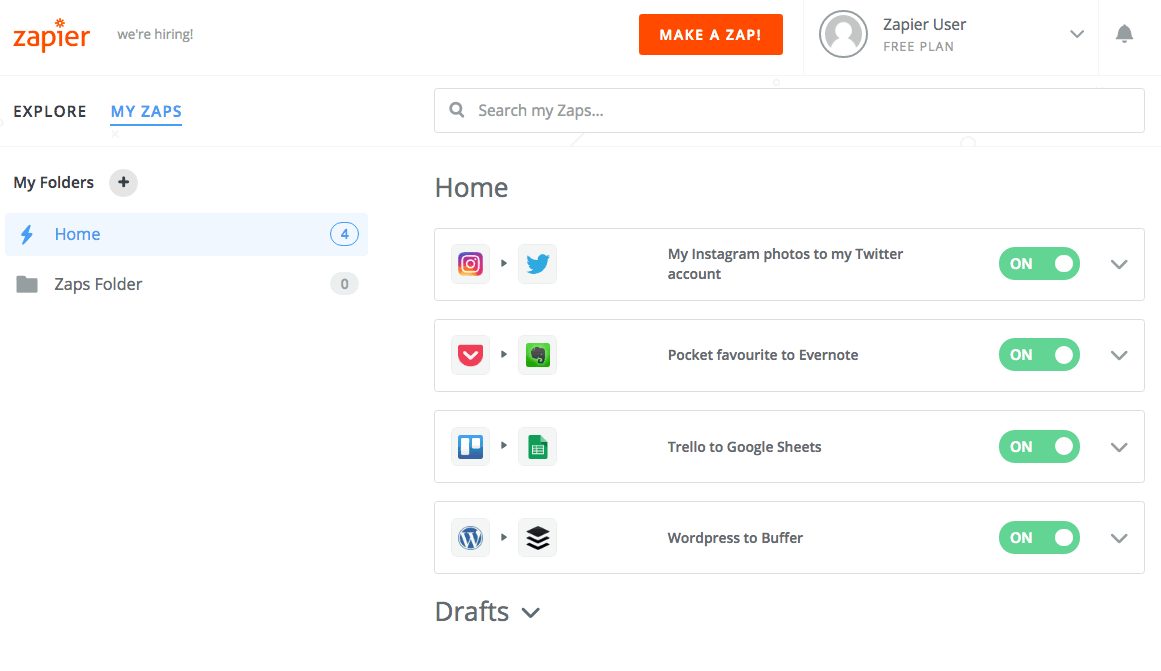 zapier
we're hiring!
MAKE A ZAP!
Zapier User
FREE PLAN
EXPLORE
MY ZAPS
Search my Zaps...
My Folders
+
Home
4
Zaps Folder
0
Home
My Instagram photos to my Twitter
account
ON
Pocket favourite to Evernote
ON
Trello to Google Sheets
ON
Wordpress to Buffer
ON
Drafts